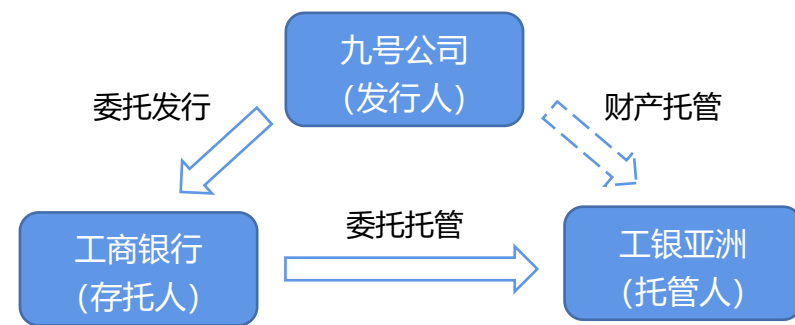 九号公司
（发行人）
委托发行
财产托管
委托托管
工商银行
（存托人）
工银亚洲
（托管人）